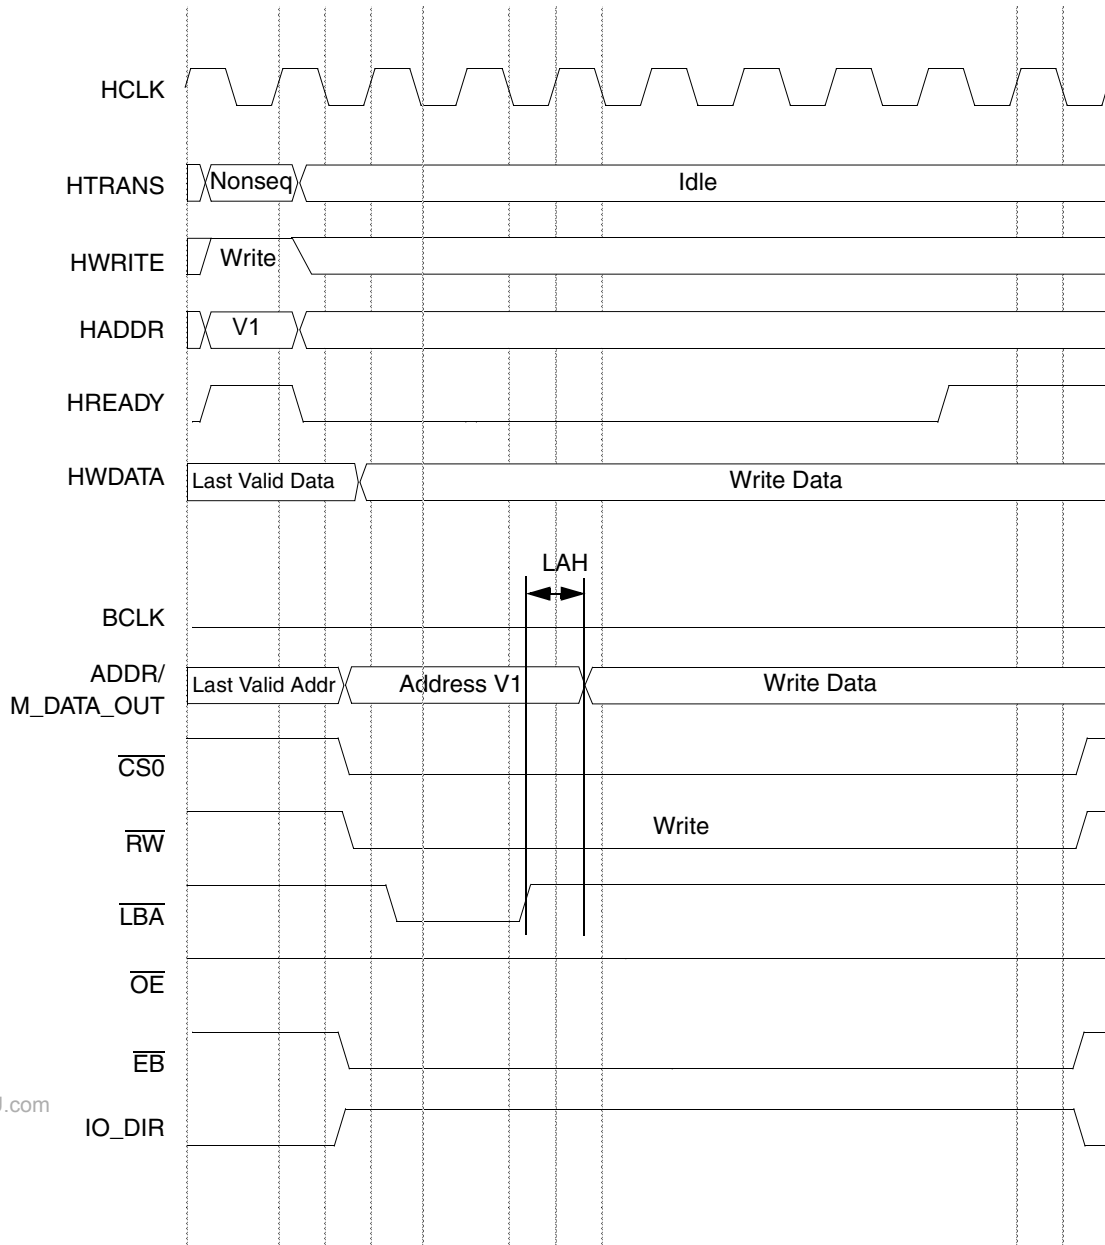 HCLK
HTRANS Nonseq Idle
HWRITE Write
HADDR V1
HREADY
HWDATA Last Valid Data Write Data
LAH
BCLK
ADDR/
M_DATA_OUT Last Valid Addr Address V1 Write Data
CS0
RW Write
LBA
OE
EB
.com
IO_DIR